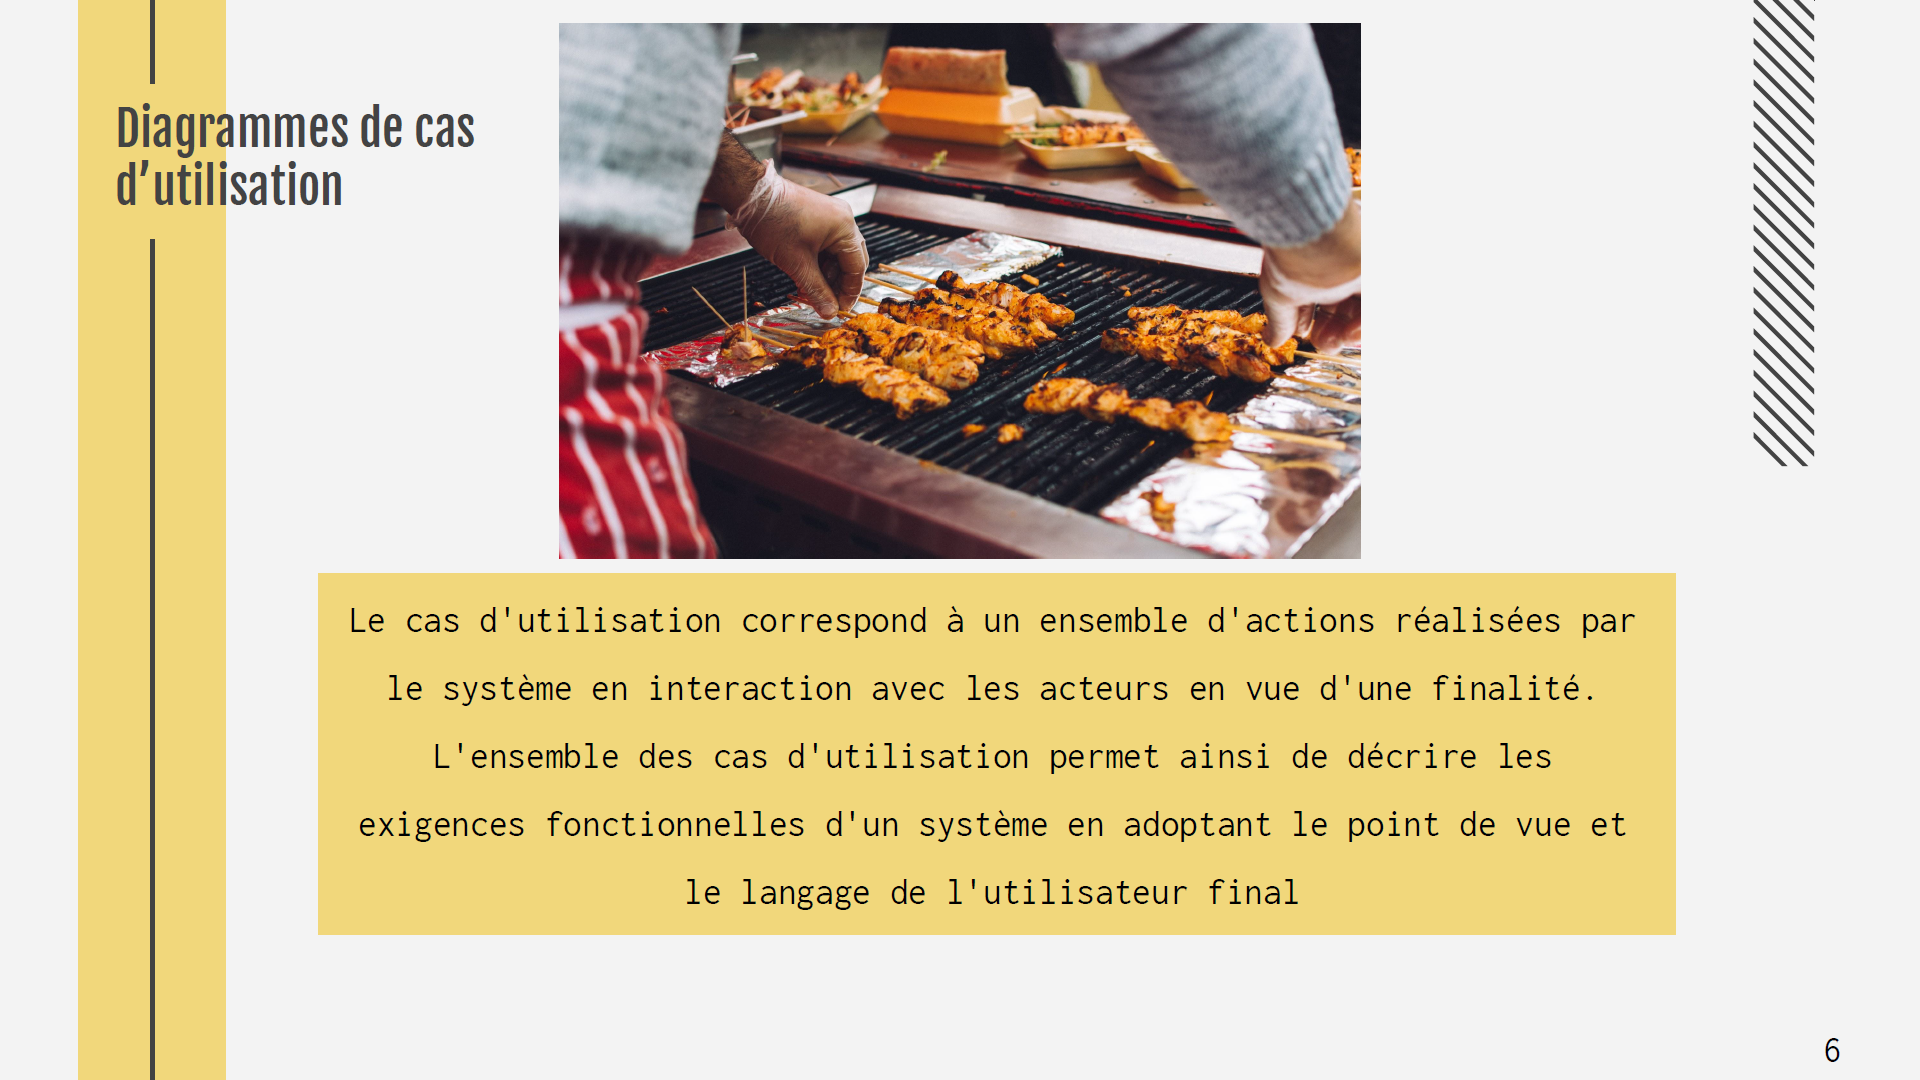 Diagrammes de cas
d’utilisation
Le cas d'utilisation correspond à un ensemble d'actions réalisées par
le système en interaction avec les acteurs en vue d'une finalité.
L'ensemble des cas d'utilisation permet ainsi de décrire les
exigences fonctionnelles d'un système en adoptant le point de vue et
le langage de l'utilisateur final
6